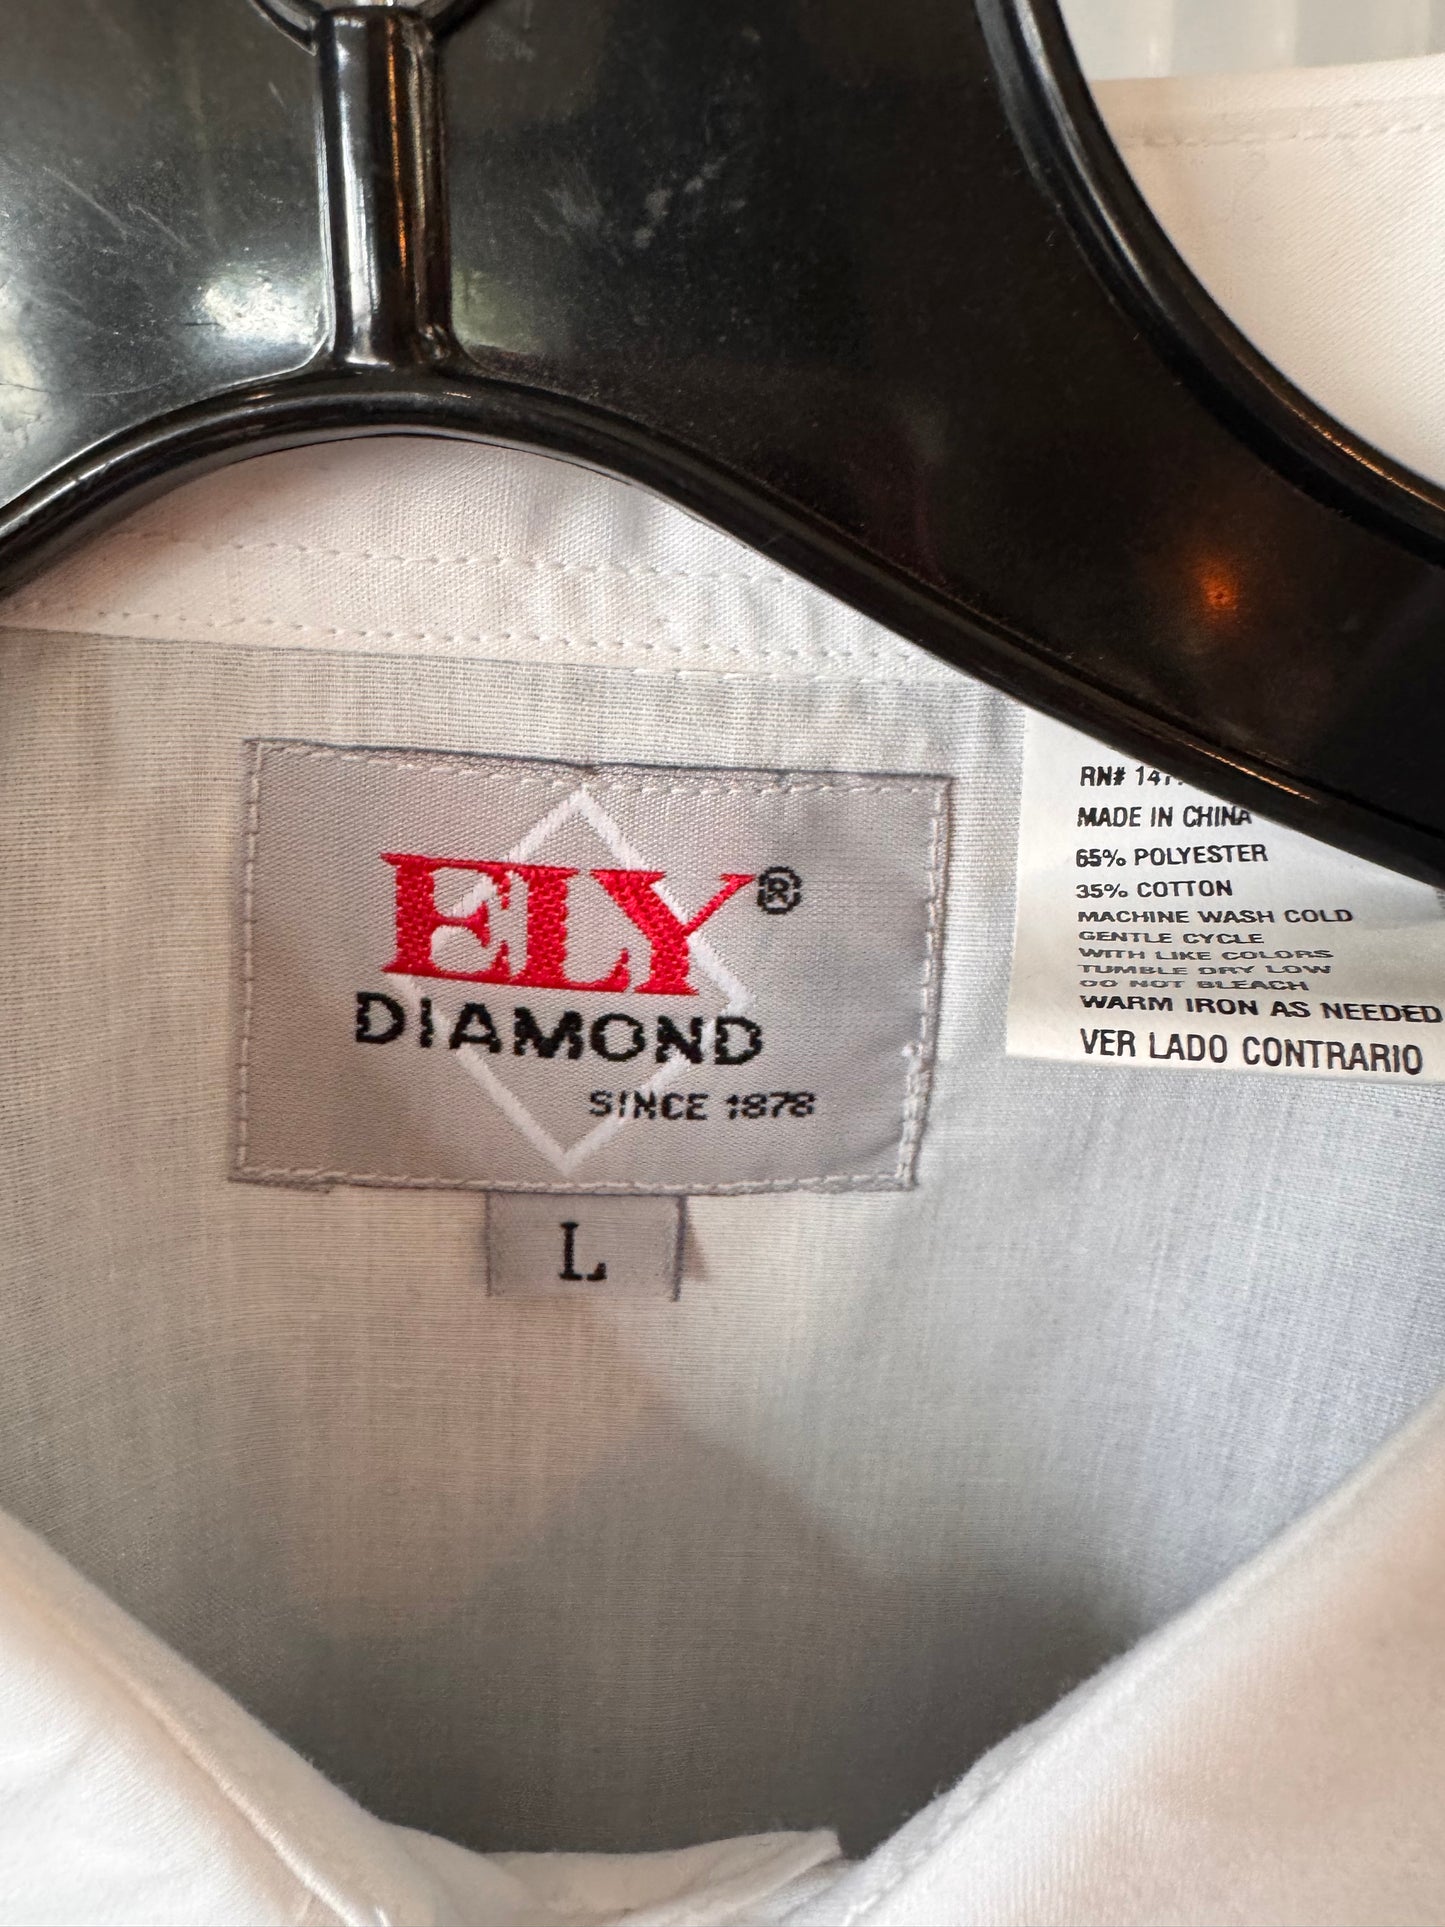 ELY®
DIAMOND
SINCE 1878
L
RN#
MADE IN CHINA
65% POLYESTER
35% COTTON
MACHINE WASH COLD
GENTLE CYCLE
WITH LIKE COLORS
TUMBLE DRY LOW
DO NOT BLEACH
WARM IRON AS NEEDED
VER LADO CONTRARIO